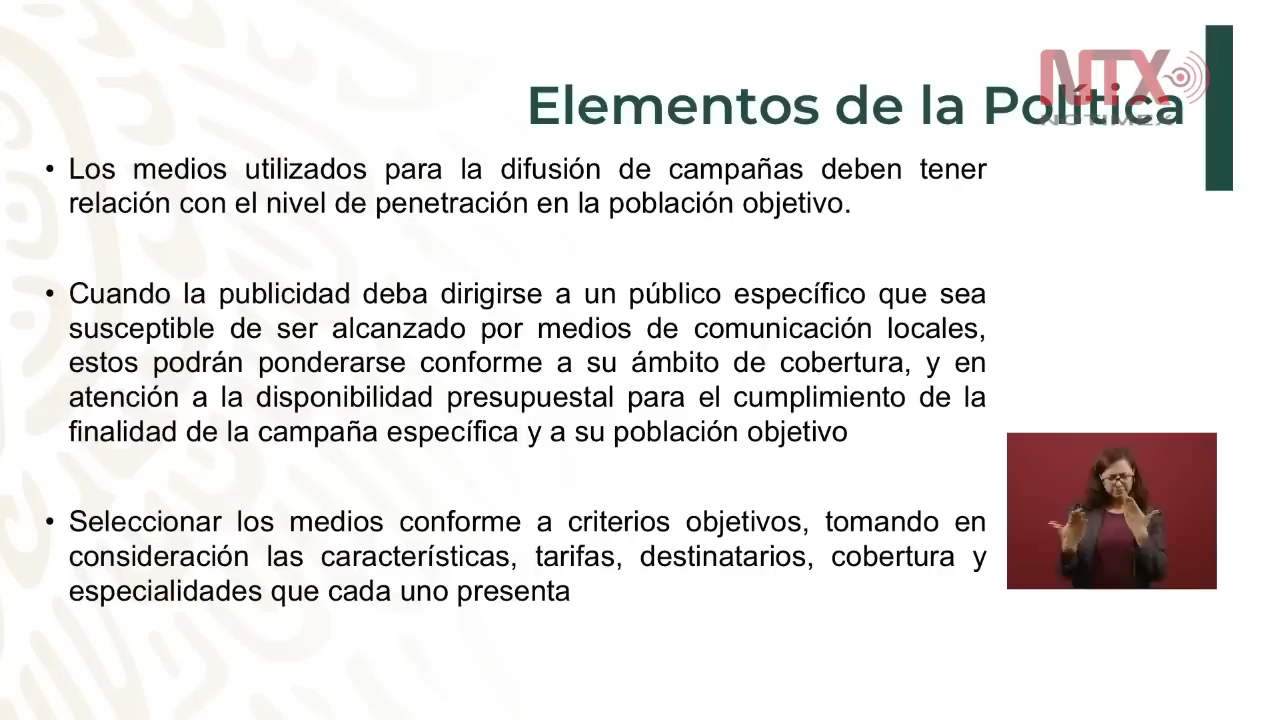 NTX
NOTIMEX
Elementos de la Política
• Los medios utilizados para la difusión de campañas deben tener
relación con el nivel de penetración en la población objetivo.
• Cuando la publicidad deba dirigirse a un público específico que sea
susceptible de ser alcanzado por medios de comunicación locales,
estos podrán ponderarse conforme a su ámbito de cobertura, y en
atención a la disponibilidad presupuestal para el cumplimiento de la
finalidad de la campaña específica y a su población objetivo
• Seleccionar los medios conforme a criterios objetivos, tomando en
consideración las características, tarifas, destinatarios, cobertura y
especialidades que cada uno presenta